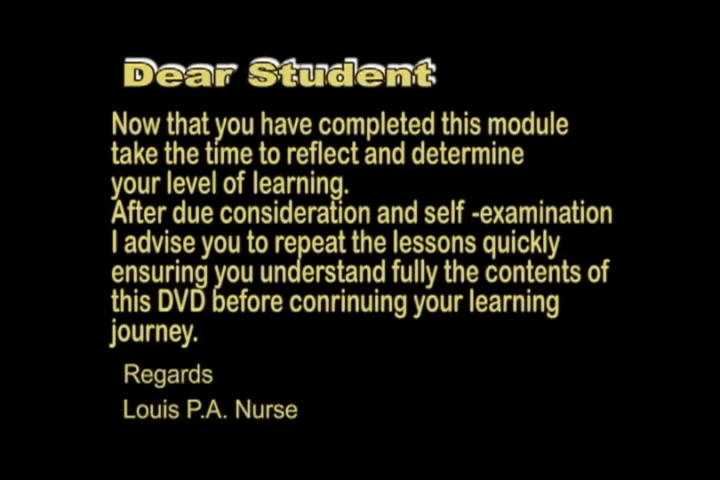 Dear Student
Now that you have completed this module
take the time to reflect and determine
your level of learning.
After due consideration and self -examination
I advise you to repeat the lessons quickly
ensuring you understand fully the contents of
this DVD before conrinuing your learning
journey.
Regards
Louis P.A. Nurse